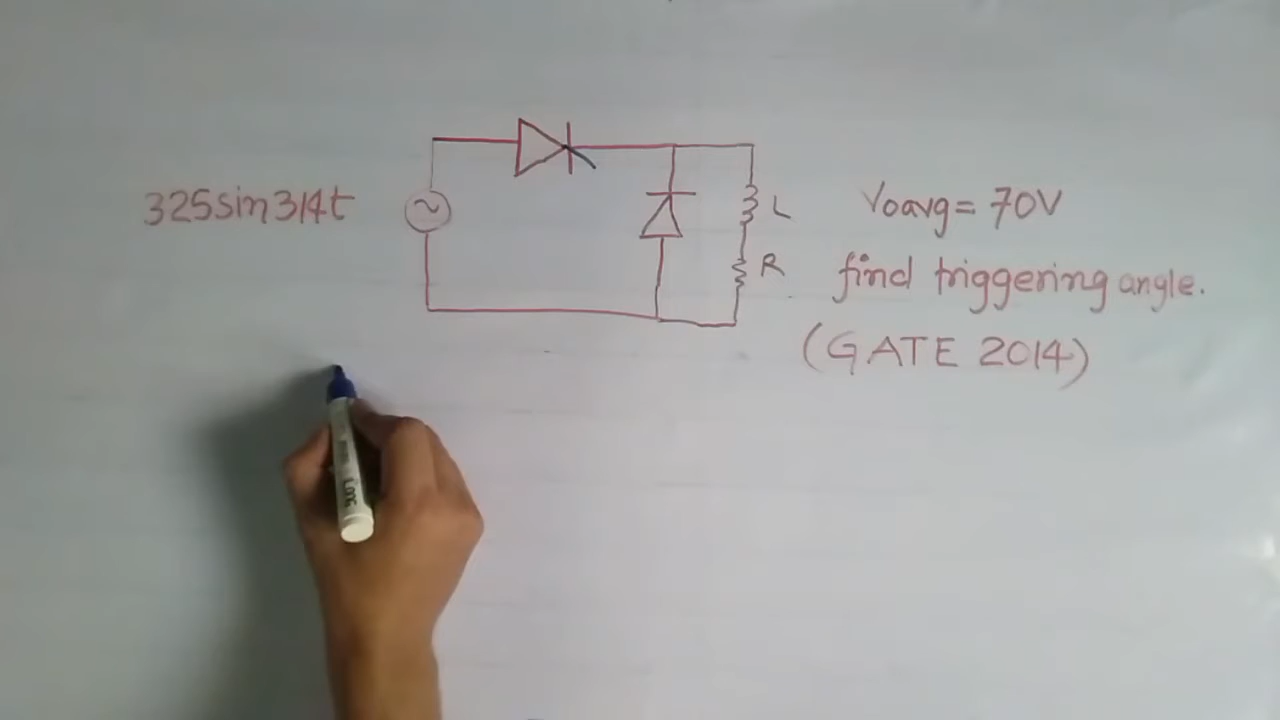 325sin314t
L
R
Voavg = 70V
find triggering angle.
(GATE 2014)